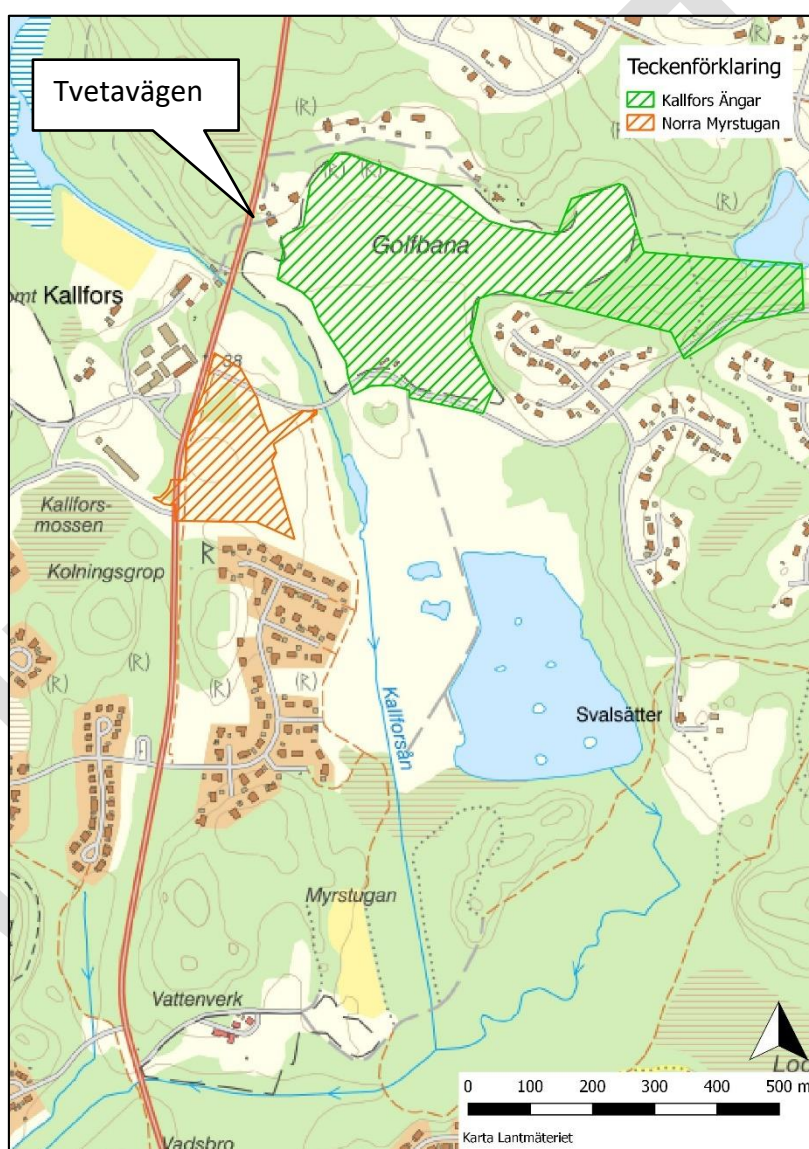 Tvetavägen
Teckenförklaring
Kallfors Ängar
Norra Myrstugan
(R)
(R)
(R) (R)
(R)
Golfbana
Kallfors
38
Kallfors-
mossen
R
Kolningsgrop
(R)
(R)
(R)
(R)
Kallforsån
Svalsätter
Myrstugan
Vattenverk
Vadsbro
0 100 200 300 400 500 m
Karta Lantmäteriet